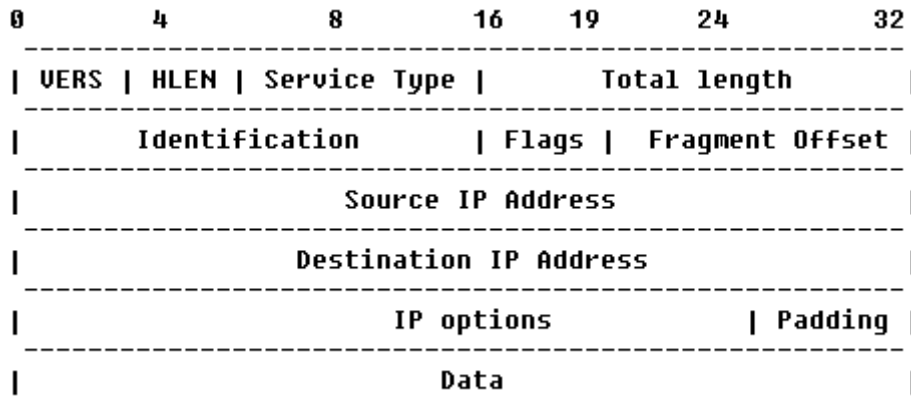 0 4 8 16 19 24 32
| VERS | HLEN | Service Type | Total length |
| Identification | Flags | Fragment Offset |
| Source IP Address |
| Destination IP Address |
| IP options | Padding |
| Data |